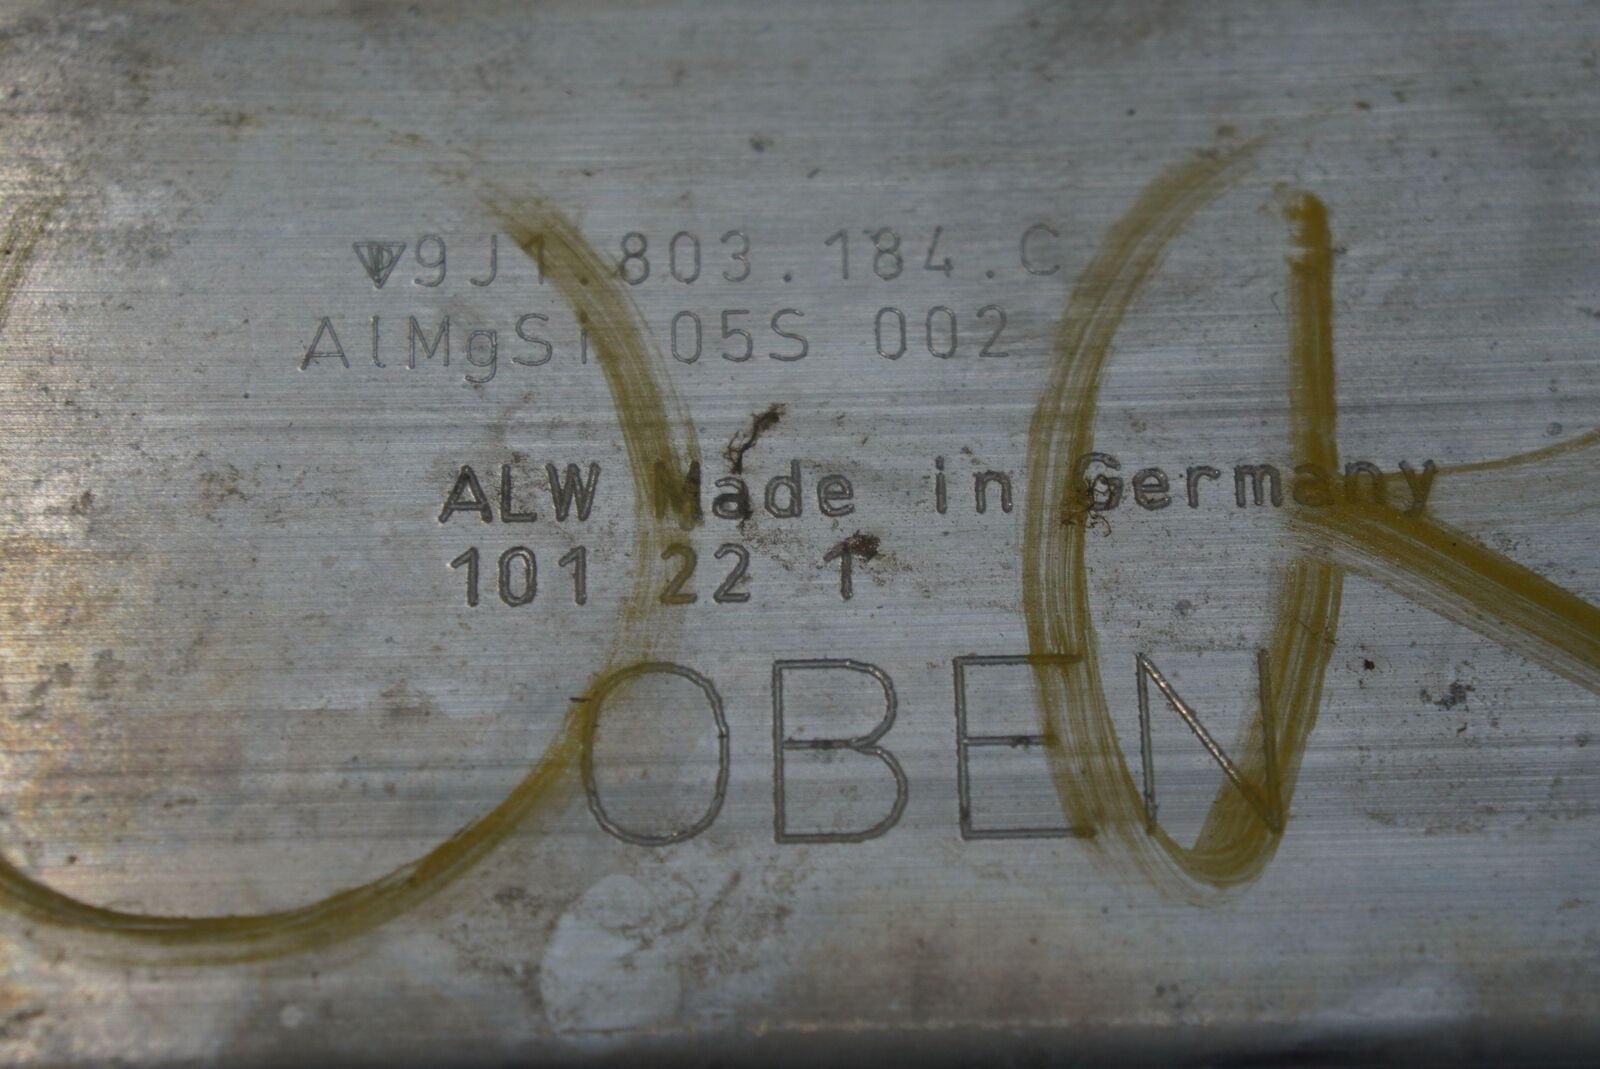 9J1.803.184.C
AlMgSi 05S 002
ALW Made in Germany
101 22 1
OBEN